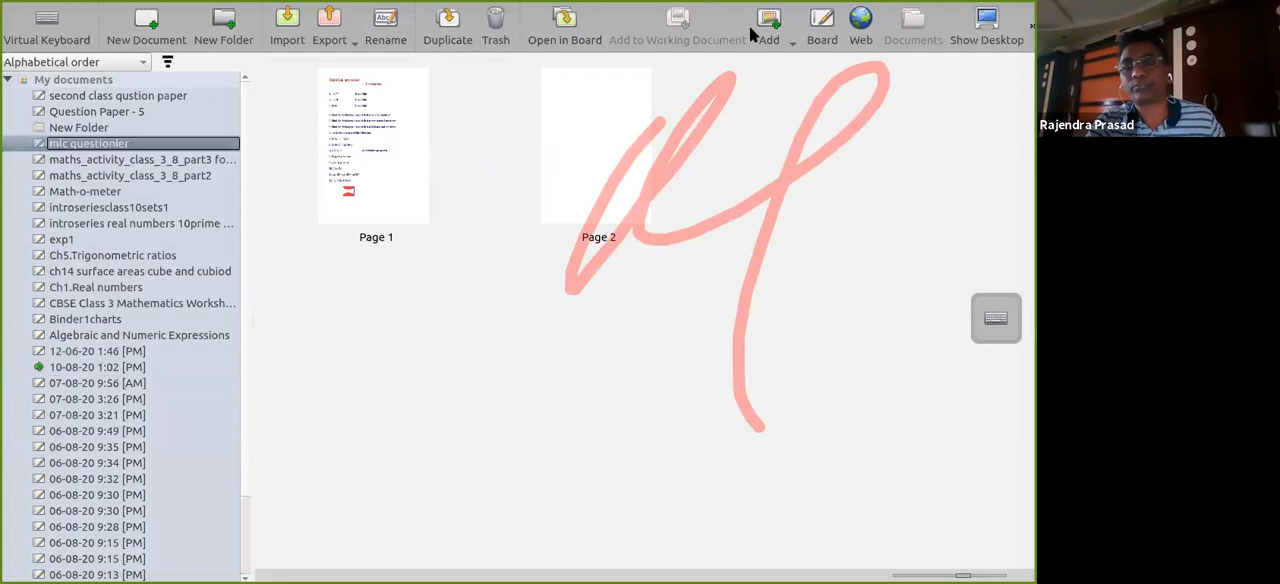 Virtual Keyboard
New Document
New Folder
Import
Export
Rename
Duplicate
Trash
Open in Board
Add to Working Document
Add
Board
Web
Documents
Show Desktop
Alphabetical order
My documents
second class qustion paper
Question Paper - 5
New Folder
mlc questionier
maths_activity_class_3_8_part3 fo...
maths_activity_class_3_8_part2
Math-o-meter
introseriesclass10sets1
introseries real numbers 10prime ...
exp1
Ch5.Trigonometric ratios
ch14 surface areas cube and cubiod
Ch1.Real numbers
CBSE Class 3 Mathematics Worksh...
Binder1charts
Algebraic and Numeric Expressions
12-06-20 1:46 [PM]
10-08-20 1:02 [PM]
07-08-20 9:56 [AM]
07-08-20 3:26 [PM]
07-08-20 3:21 [PM]
06-08-20 9:49 [PM]
06-08-20 9:35 [PM]
06-08-20 9:34 [PM]
06-08-20 9:32 [PM]
06-08-20 9:30 [PM]
06-08-20 9:30 [PM]
06-08-20 9:28 [PM]
06-08-20 9:15 [PM]
06-08-20 9:15 [PM]
06-08-20 9:13 [PM]
Page 1
Page 2
Rajendra Prasad